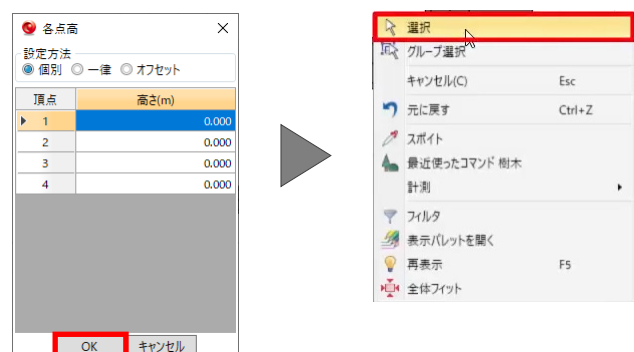 各点高
設定方法
個別 一律 オフセット
頂点 高さ(m)
1 0.000
2 0.000
3 0.000
4 0.000
OK キャンセル
選択
グループ選択
キャンセル(C) Esc
元に戻す Ctrl+Z
スポイト
最近使ったコマンド 樹木
計測
フィルタ
表示パレットを開く
再表示 F5
全体フィット